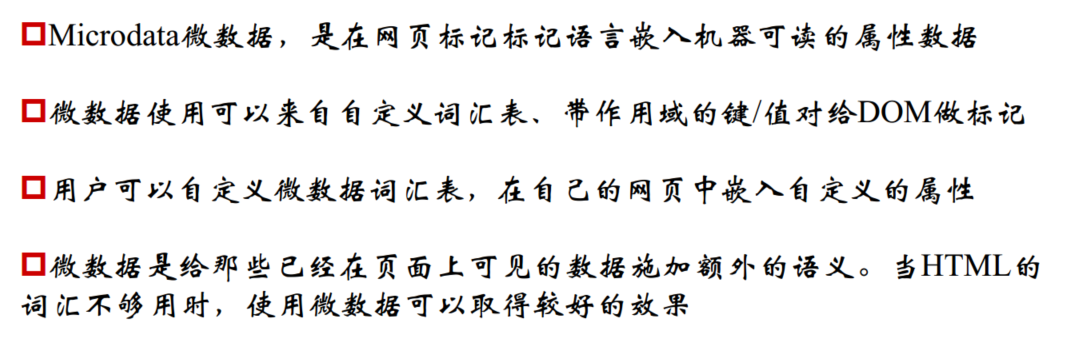 Microdata微数据，是在网页标记标记语言嵌入机器可读的属性数据
微数据使用可以来自自定义词汇表、带作用域的键/值对给DOM做标记
用户可以自定义微数据词汇表，在自己的网页中嵌入自定义的属性
微数据是给那些已经在页面上可见的数据施加额外的语义。当HTML的
词汇不够用时，使用微数据可以取得较好的效果